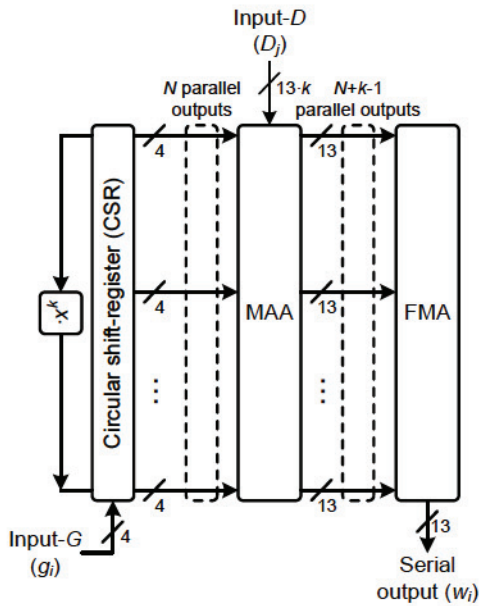 Input-D
(Dj)
N parallel
outputs
13·k
N+k-1
parallel outputs
4
13
Circular shift-register (CSR)
·x^k
MAA
FMA
4
13
...
...
4
13
Input-G
(gi)
4
13
Serial
output (wi)